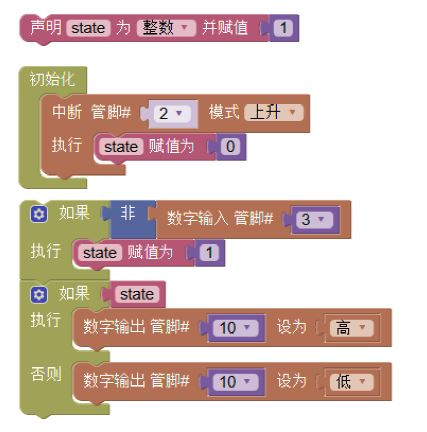 声明 state 为 整数 并赋值 1
初始化
中断 管脚# 2 模式 上升
执行 state 赋值为 0
如果 非 数字输入 管脚# 3
执行 state 赋值为 1
如果 state
执行 数字输出 管脚# 10 设为 高
否则 数字输出 管脚# 10 设为 低